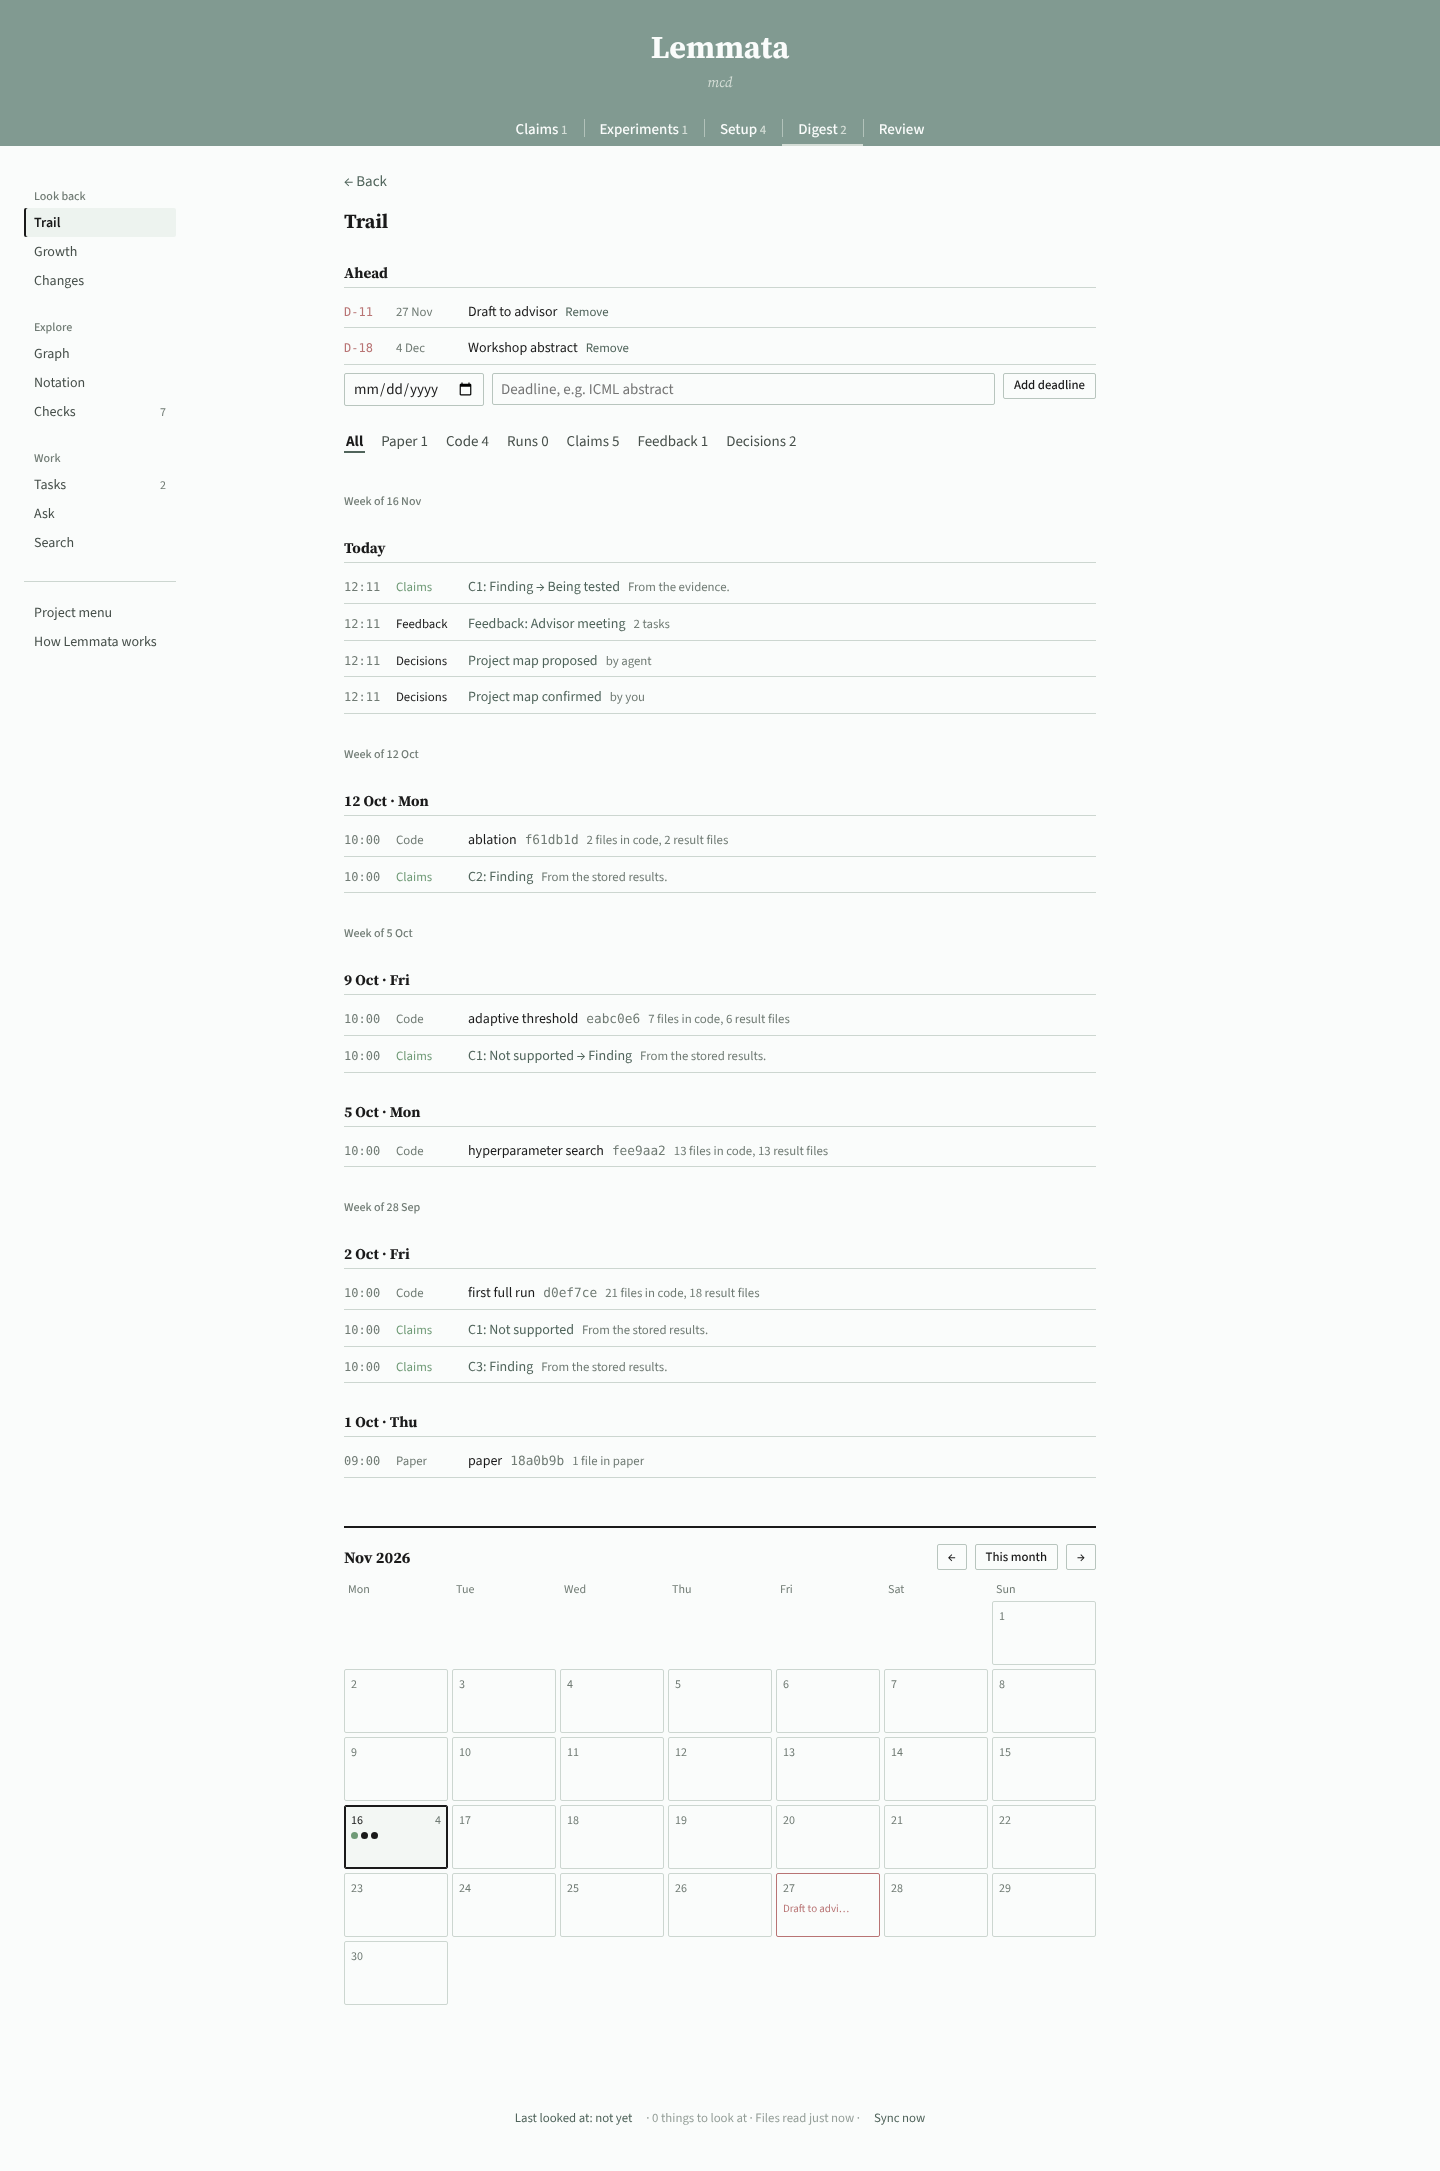 Lemmata
mcd
Claims 1 Experiments 1 Setup 4 Digest 2 Review
Look back
Trail
Growth
Changes
Explore
Graph
Notation
Checks 7
Work
Tasks 2
Ask
Search
Project menu
How Lemmata works
← Back
Trail
Ahead
D-11 27 Nov Draft to advisor Remove
D-18 4 Dec Workshop abstract Remove
mm/dd/yyyy Deadline, e.g. ICML abstract Add deadline
All Paper 1 Code 4 Runs 0 Claims 5 Feedback 1 Decisions 2
Week of 16 Nov
Today
12:11 Claims C1: Finding → Being tested From the evidence.
12:11 Feedback Feedback: Advisor meeting 2 tasks
12:11 Decisions Project map proposed by agent
12:11 Decisions Project map confirmed by you
Week of 12 Oct
12 Oct · Mon
10:00 Code ablation f61db1d 2 files in code, 2 result files
10:00 Claims C2: Finding From the stored results.
Week of 5 Oct
9 Oct · Fri
10:00 Code adaptive threshold eabc0e6 7 files in code, 6 result files
10:00 Claims C1: Not supported → Finding From the stored results.
5 Oct · Mon
10:00 Code hyperparameter search fee9aa2 13 files in code, 13 result files
Week of 28 Sep
2 Oct · Fri
10:00 Code first full run d0ef7ce 21 files in code, 18 result files
10:00 Claims C1: Not supported From the stored results.
10:00 Claims C3: Finding From the stored results.
1 Oct · Thu
09:00 Paper paper 18a0b9b 1 file in paper
Nov 2026 ← This month →
Mon Tue Wed Thu Fri Sat Sun
1
2 3 4 5 6 7 8
9 10 11 12 13 14 15
16 4 17 18 19 20 21 22
23 24 25 26 27 28 29
Draft to advi…
30
Last looked at: not yet · 0 things to look at · Files read just now · Sync now